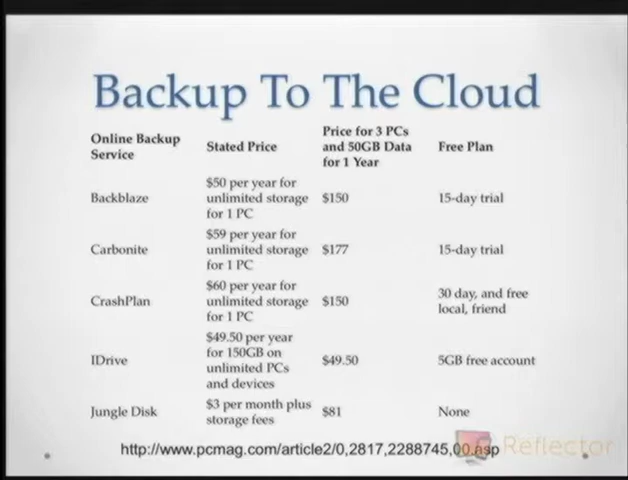 Backup To The Cloud
Online Backup Service Stated Price Price for 3 PCs and 50GB Data for 1 Year Free Plan
Backblaze $50 per year for unlimited storage for 1 PC $150 15-day trial
Carbonite $59 per year for unlimited storage for 1 PC $177 15-day trial
CrashPlan $60 per year for unlimited storage for 1 PC $150 30 day, and free local, friend
IDrive $49.50 per year for 150GB on unlimited PCs and devices $49.50 5GB free account
Jungle Disk $3 per month plus storage fees $81 None
http://www.pcmag.com/article2/0,2817,2288745,00.asp
Reflector